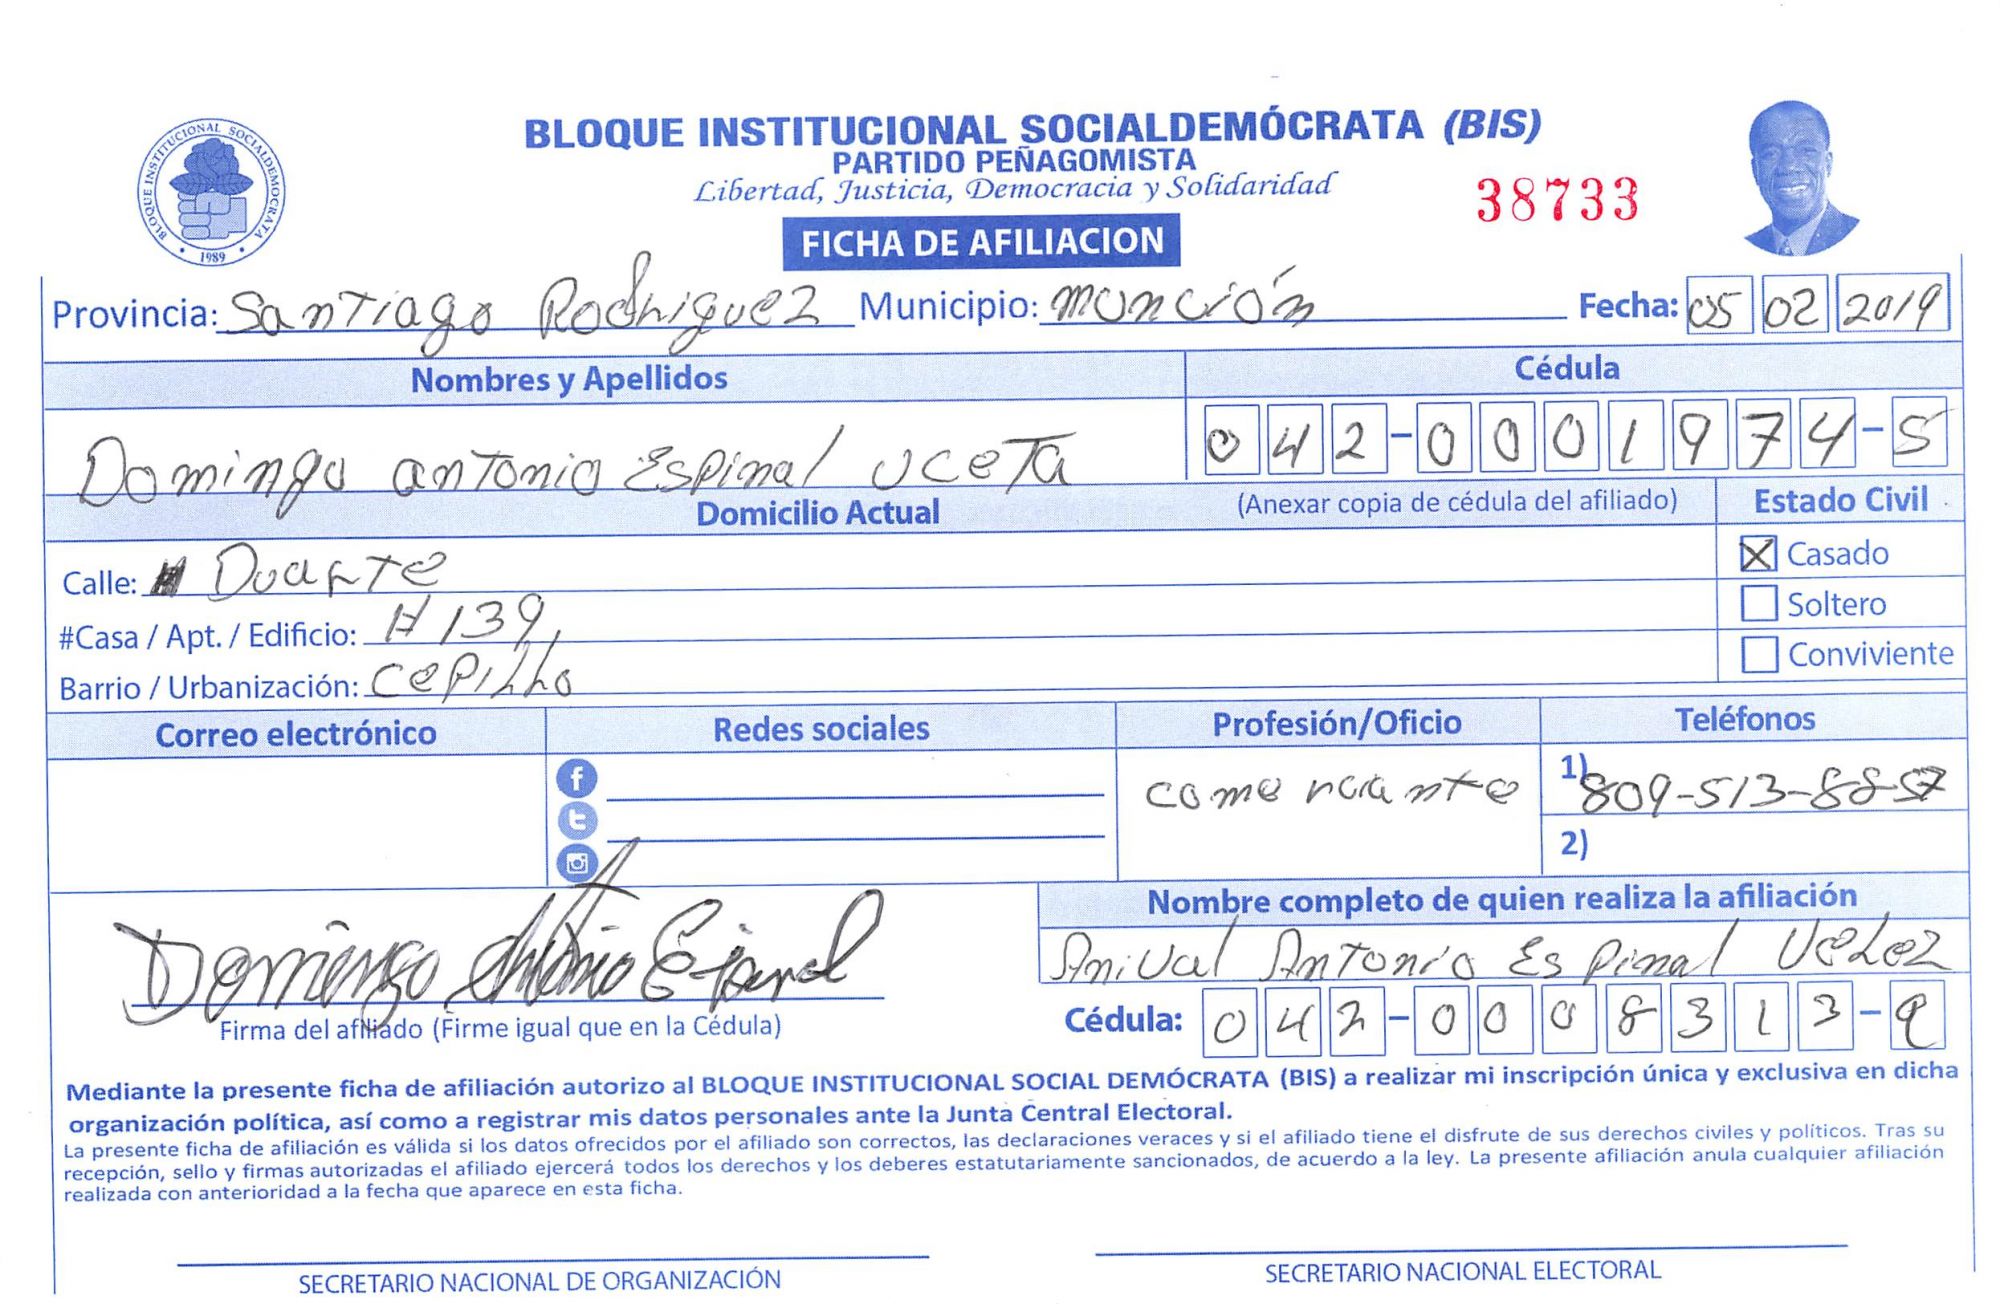 BLOQUE INSTITUCIONAL SOCIALDEMOCRATA
1989
BLOQUE INSTITUCIONAL SOCIALDEMÓCRATA (BIS)
PARTIDO PEÑAGOMISTA
Libertad, Justicia, Democracia y Solidaridad
38733
FICHA DE AFILIACION
Provincia: Santiago Rodriguez Municipio: Monción Fecha: 05 02 2019
Nombres y Apellidos Cédula
Domingo Antonio Espinal Uceta 042-0001974-5
Domicilio Actual (Anexar copia de cédula del afiliado) Estado Civil
Calle: Duarte X Casado
#Casa / Apt. / Edificio: # 139, Soltero
Barrio / Urbanización: Cepillo Conviviente
Correo electrónico Redes sociales Profesión/Oficio Teléfonos
comerciante 1) 809-513-8857
2)
Nombre completo de quien realiza la afiliación
Domingo Antonio Espinal Anival Antonio Espinal Velez
Firma del afiliado (Firme igual que en la Cédula) Cédula: 042-0008313-9
Mediante la presente ficha de afiliación autorizo al BLOQUE INSTITUCIONAL SOCIAL DEMÓCRATA (BIS) a realizar mi inscripción única y exclusiva en dicha
organización política, así como a registrar mis datos personales ante la Junta Central Electoral.
La presente ficha de afiliación es válida si los datos ofrecidos por el afiliado son correctos, las declaraciones veraces y si el afiliado tiene el disfrute de sus derechos civiles y políticos. Tras su
recepción, sello y firmas autorizadas el afiliado ejercerá todos los derechos y los deberes estatutariamente sancionados, de acuerdo a la ley. La presente afiliación anula cualquier afiliación
realizada con anterioridad a la fecha que aparece en esta ficha.
SECRETARIO NACIONAL DE ORGANIZACIÓN SECRETARIO NACIONAL ELECTORAL